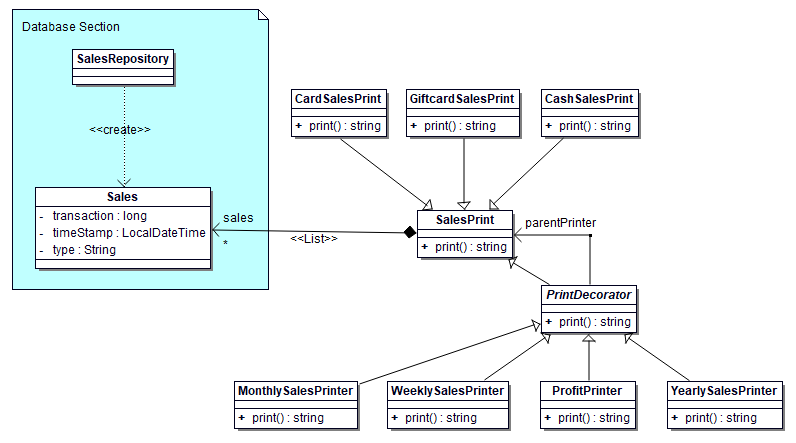 Database Section
SalesRepository
<<create>>
Sales
- transaction : long
- timeStamp : LocalDateTime
- type : String
sales
*
<<List>>
CardSalesPrint
+ print() : string
GiftcardSalesPrint
+ print() : string
CashSalesPrint
+ print() : string
SalesPrint
+ print() : string
parentPrinter
PrintDecorator
+ print() : string
MonthlySalesPrinter
+ print() : string
WeeklySalesPrinter
+ print() : string
ProfitPrinter
+ print() : string
YearlySalesPrinter
+ print() : string